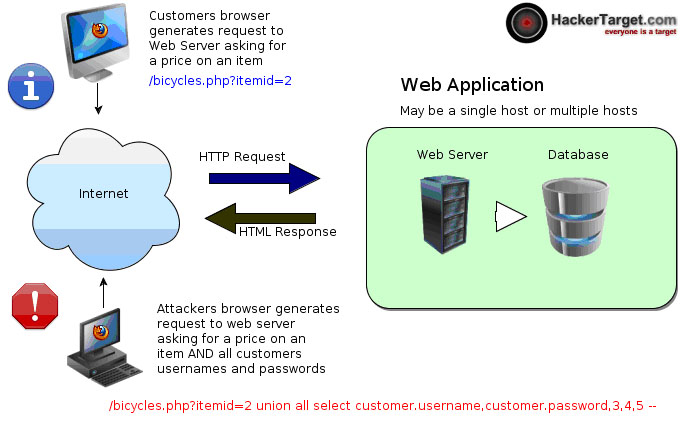 Customers browser
generates request to
Web Server asking for
a price on an item
/bicycles.php?itemid=2
HackerTarget.com
everyone is a target
Web Application
May be a single host or multiple hosts
Internet
HTTP Request
HTML Response
Web Server
Database
Attackers browser generates
request to web server
asking for a price on an
item AND all customers
usernames and passwords
/bicycles.php?itemid=2 union all select customer.username,customer.password,3,4,5 --